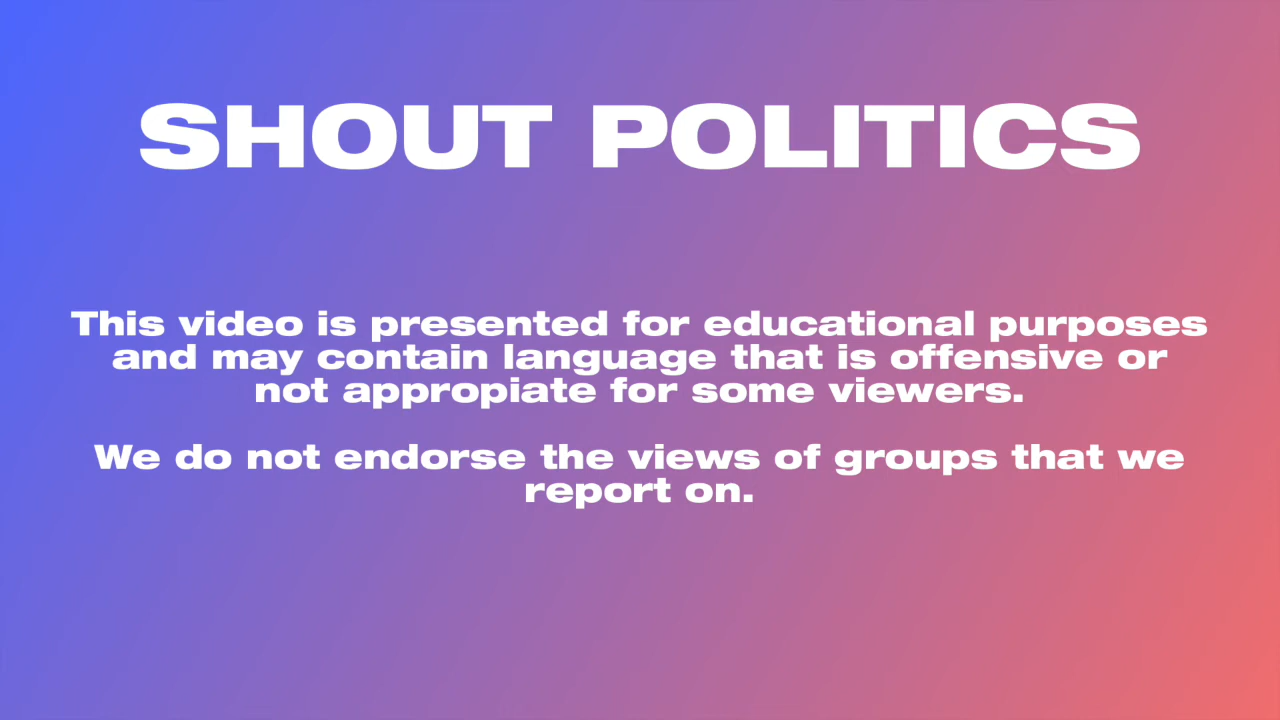 SHOUT POLITICS
This video is presented for educational purposes
and may contain language that is offensive or
not appropiate for some viewers.
We do not endorse the views of groups that we
report on.